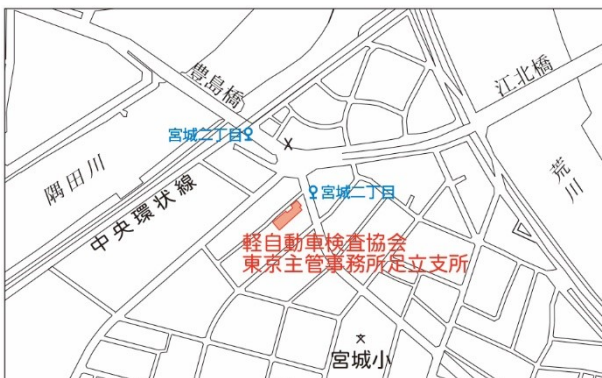 豊島橋
江北橋
宮城二丁目
隅田川
荒川
中央環状線
宮城二丁目
軽自動車検査協会
東京主管事務所足立支所
宮城小